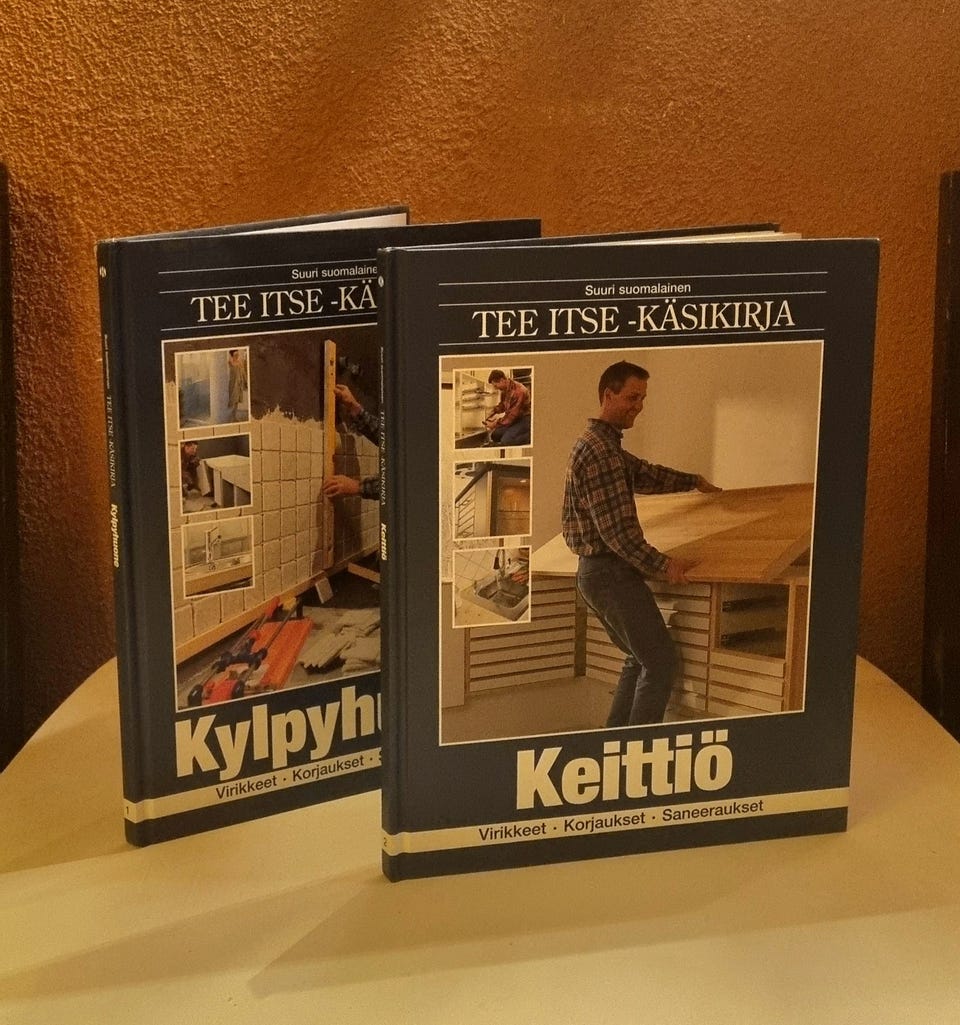 Suuri suomalaine
TEE ITSE -KÄ
Kylpyh
Virikkeet · Korjaukset · S
TEE ITSE -KÄSIKIRJA Kylpyhuone
1
Suuri suomalainen
TEE ITSE -KÄSIKIRJA
Keittiö
Virikkeet · Korjaukset · Saneeraukset
TEE ITSE -KÄSIKIRJA Keittiö
2